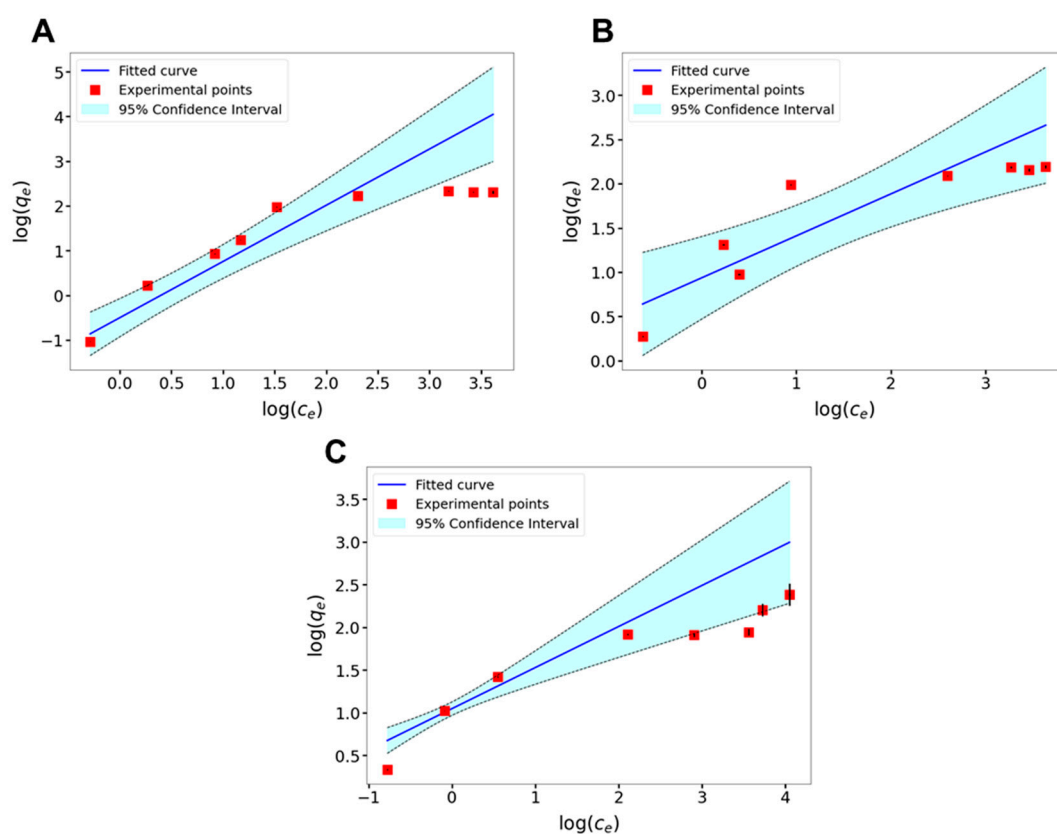 A
Fitted curve
Experimental points
95% Confidence Interval
log(qₑ)
5
4
3
2
1
0
−1
0.0 0.5 1.0 1.5 2.0 2.5 3.0 3.5
log(cₑ)
B
Fitted curve
Experimental points
95% Confidence Interval
log(qₑ)
3.0
2.5
2.0
1.5
1.0
0.5
0.0
0 1 2 3
log(cₑ)
C
Fitted curve
Experimental points
95% Confidence Interval
log(qₑ)
3.5
3.0
2.5
2.0
1.5
1.0
0.5
−1 0 1 2 3 4
log(cₑ)